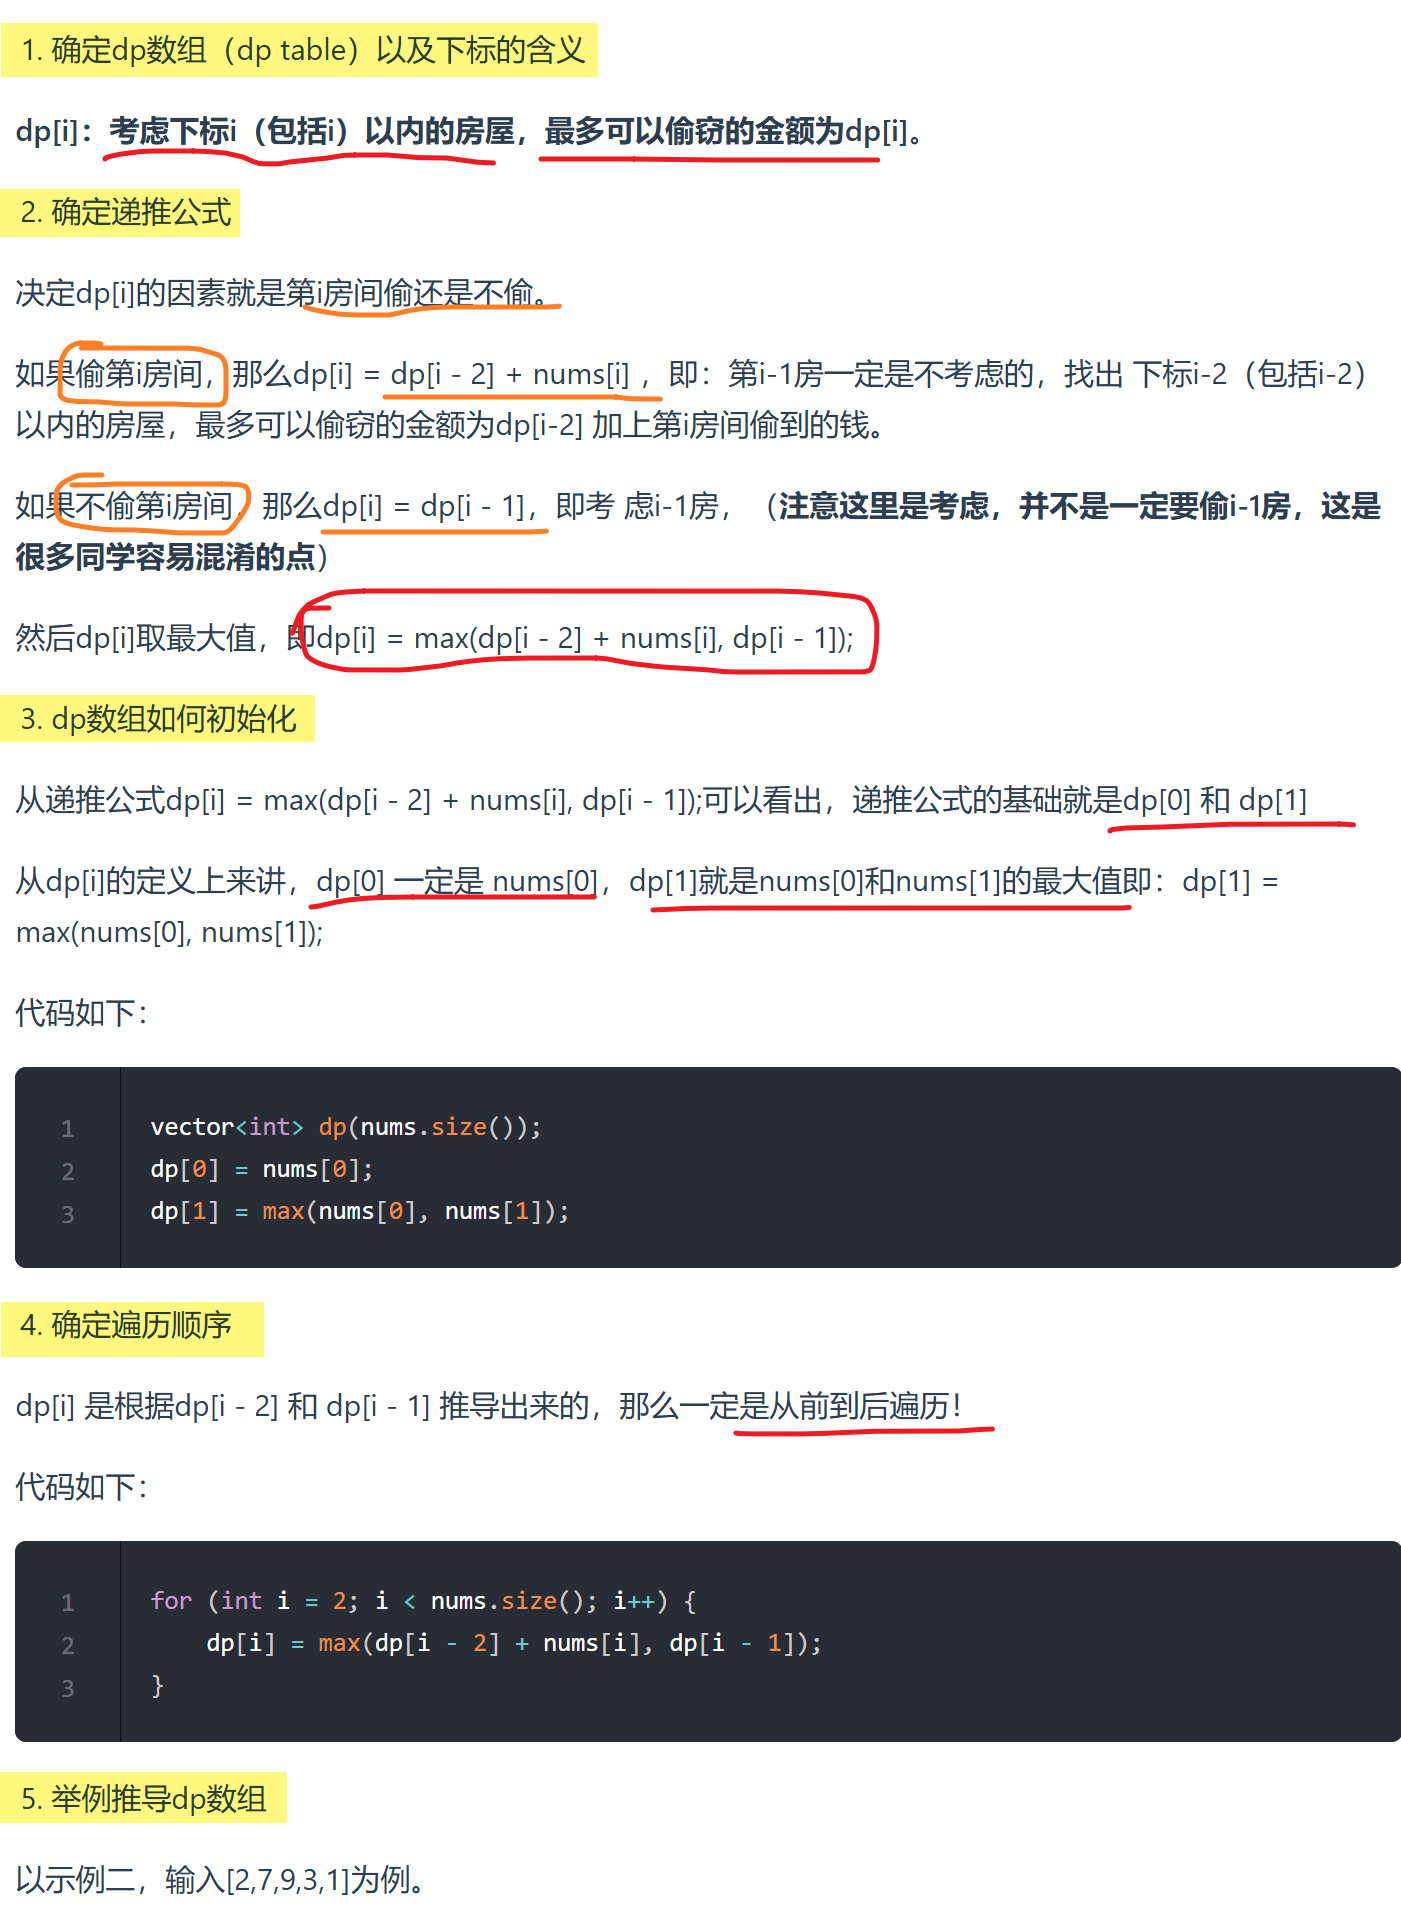 1. 确定dp数组（dp table）以及下标的含义
dp[i]：考虑下标i（包括i）以内的房屋，最多可以偷窃的金额为dp[i]。
2. 确定递推公式
决定dp[i]的因素就是第i房间偷还是不偷。
如果偷第i房间，那么dp[i] = dp[i - 2] + nums[i] ，即：第i-1房一定是不考虑的，找出 下标i-2（包括i-2）
以内的房屋，最多可以偷窃的金额为dp[i-2] 加上第i房间偷到的钱。
如果不偷第i房间，那么dp[i] = dp[i - 1]，即考 虑i-1房，（注意这里是考虑，并不是一定要偷i-1房，这是
很多同学容易混淆的点）
然后dp[i]取最大值，即dp[i] = max(dp[i - 2] + nums[i], dp[i - 1]);
3. dp数组如何初始化
从递推公式dp[i] = max(dp[i - 2] + nums[i], dp[i - 1]);可以看出，递推公式的基础就是dp[0] 和 dp[1]
从dp[i]的定义上来讲，dp[0] 一定是 nums[0]，dp[1]就是nums[0]和nums[1]的最大值即：dp[1] =
max(nums[0], nums[1]);
代码如下：
1 vector<int> dp(nums.size());
2 dp[0] = nums[0];
3 dp[1] = max(nums[0], nums[1]);
4. 确定遍历顺序
dp[i] 是根据dp[i - 2] 和 dp[i - 1] 推导出来的，那么一定是从前到后遍历！
代码如下：
1 for (int i = 2; i < nums.size(); i++) {
2     dp[i] = max(dp[i - 2] + nums[i], dp[i - 1]);
3 }
5. 举例推导dp数组
以示例二，输入[2,7,9,3,1]为例。